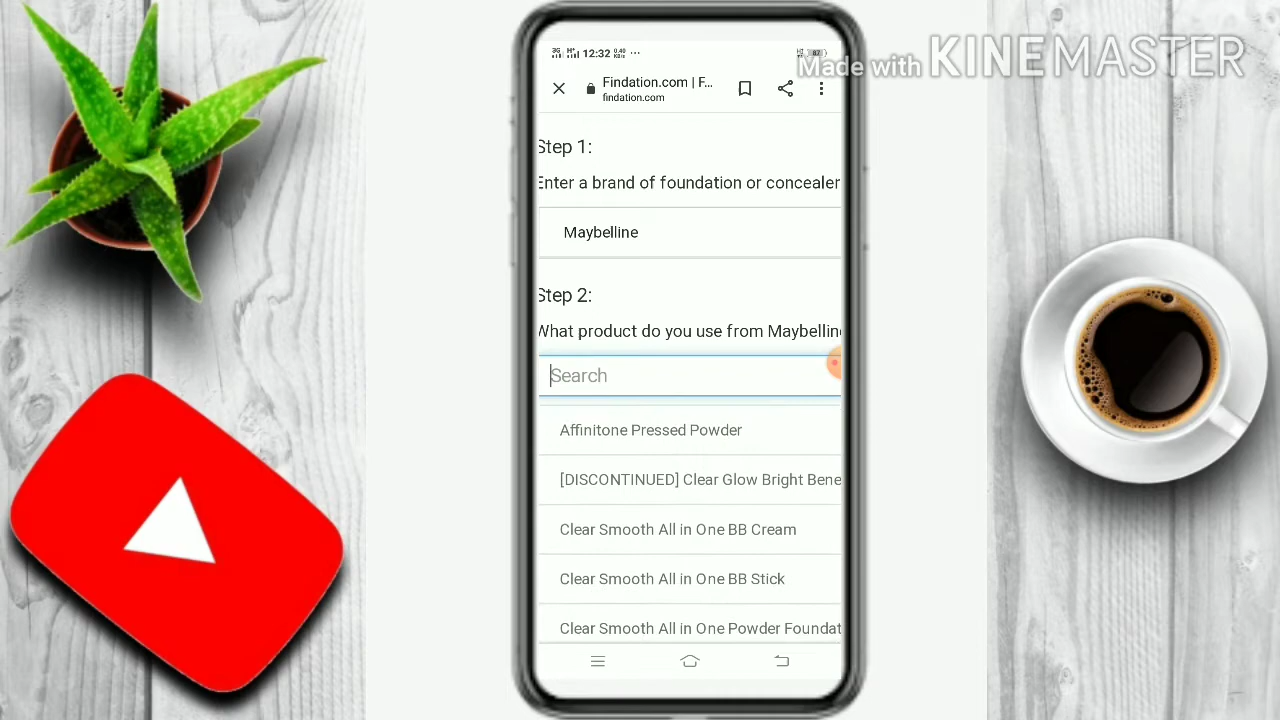 12:32
Made with KINEMASTER
Findation.com | F...
findation.com
Step 1:
Enter a brand of foundation or concealer
Maybelline
Step 2:
What product do you use from Maybellin
Search
Affinitone Pressed Powder
[DISCONTINUED] Clear Glow Bright Bene
Clear Smooth All in One BB Cream
Clear Smooth All in One BB Stick
Clear Smooth All in One Powder Foundat